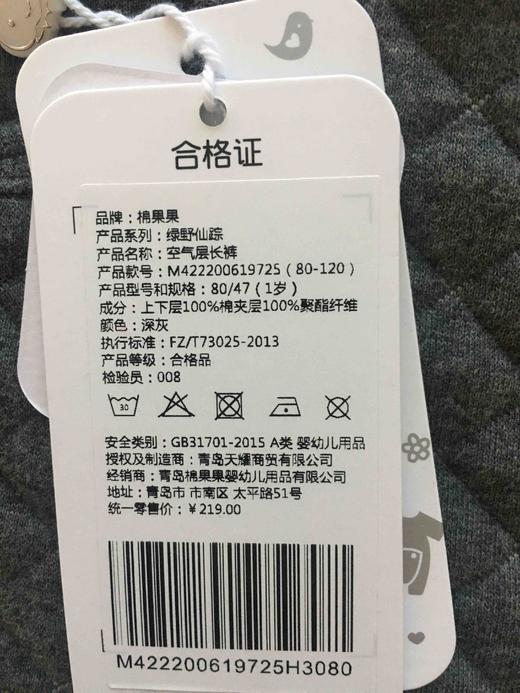 合格证
品牌：棉果果
产品系列：绿野仙踪
产品名称：空气层长裤
产品款号：M422200619725（80-120）
产品型号和规格：80/47（1岁）
成分：上下层100%棉夹层100%聚酯纤维
颜色：深灰
执行标准：FZ/T73025-2013
产品等级：合格品
检验员：008
30
安全类别：GB31701-2015 A类 婴幼儿用品
授权及制造商：青岛天耀商贸有限公司
经销商：青岛棉果果婴幼儿用品有限公司
地址：青岛市 市南区 太平路51号
统一零售价：￥219.00
M422200619725H3080